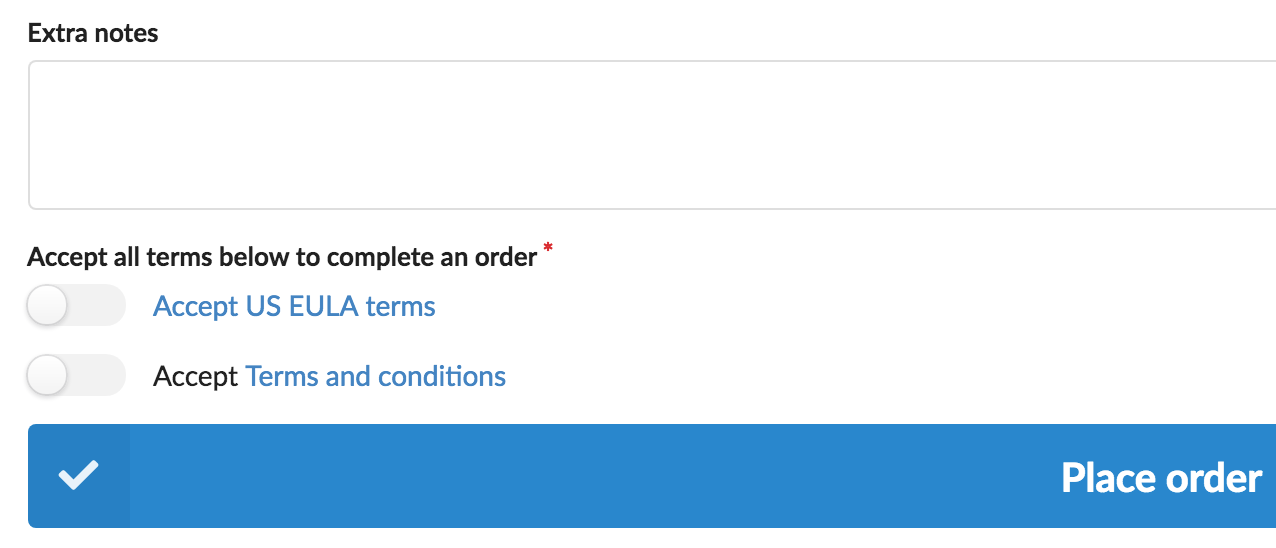 Extra notes
Accept all terms below to complete an order *
Accept US EULA terms
Accept Terms and conditions
Place order